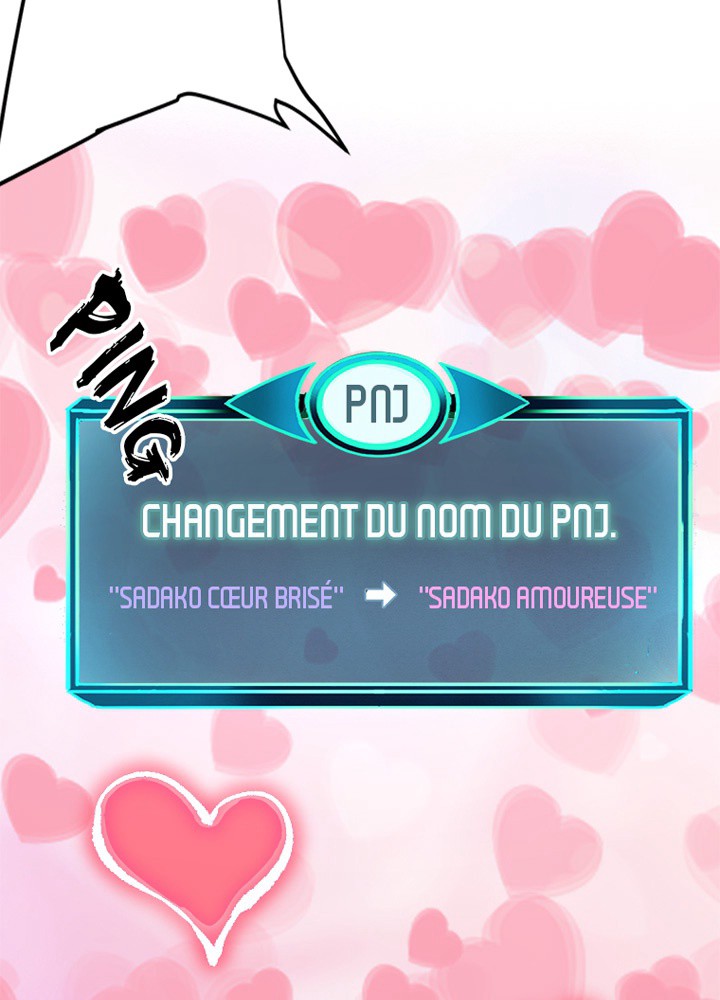 PING
PNJ
CHANGEMENT DU NOM DU PNJ.
"SADAKO CŒUR BRISÉ" ➡ "SADAKO AMOUREUSE"